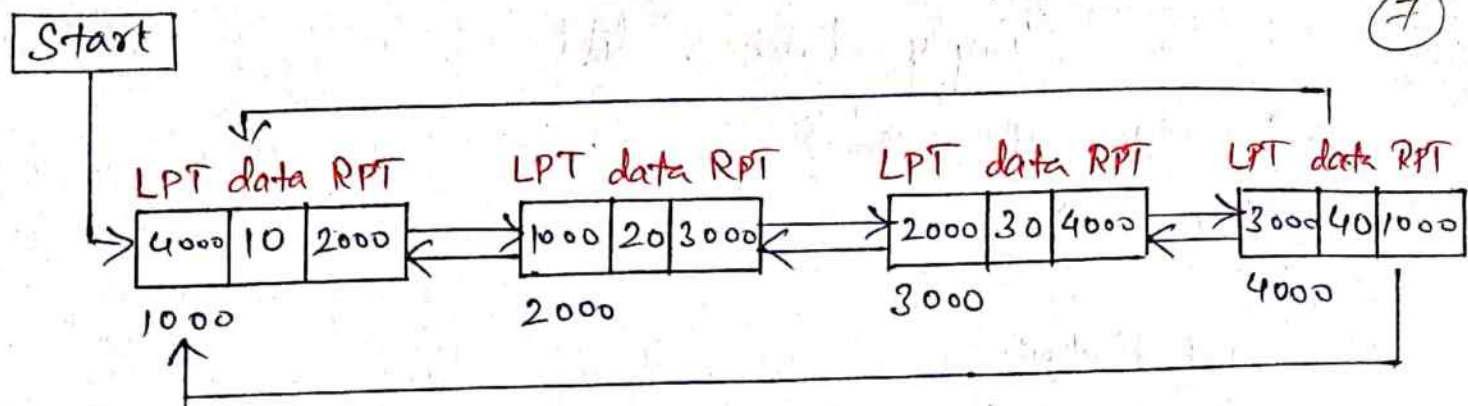 7
Start
LPT data RPT LPT data RPT LPT data RPT LPT data RPT
4000 10 2000 1000 20 3000 2000 30 4000 3000 40 1000
1000 2000 3000 4000